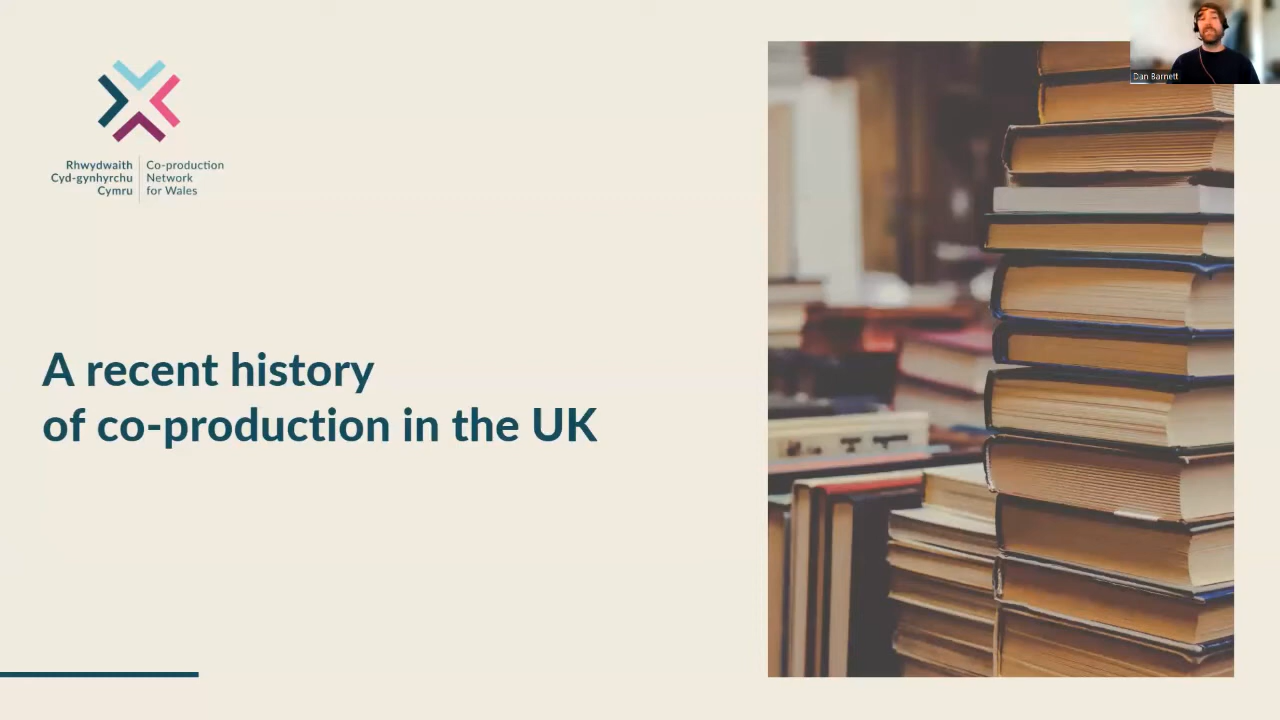 Rhwydwaith
Cyd-gynhyrchu
Cymru
Co-production
Network
for Wales
A recent history
of co-production in the UK
Dan Barnett